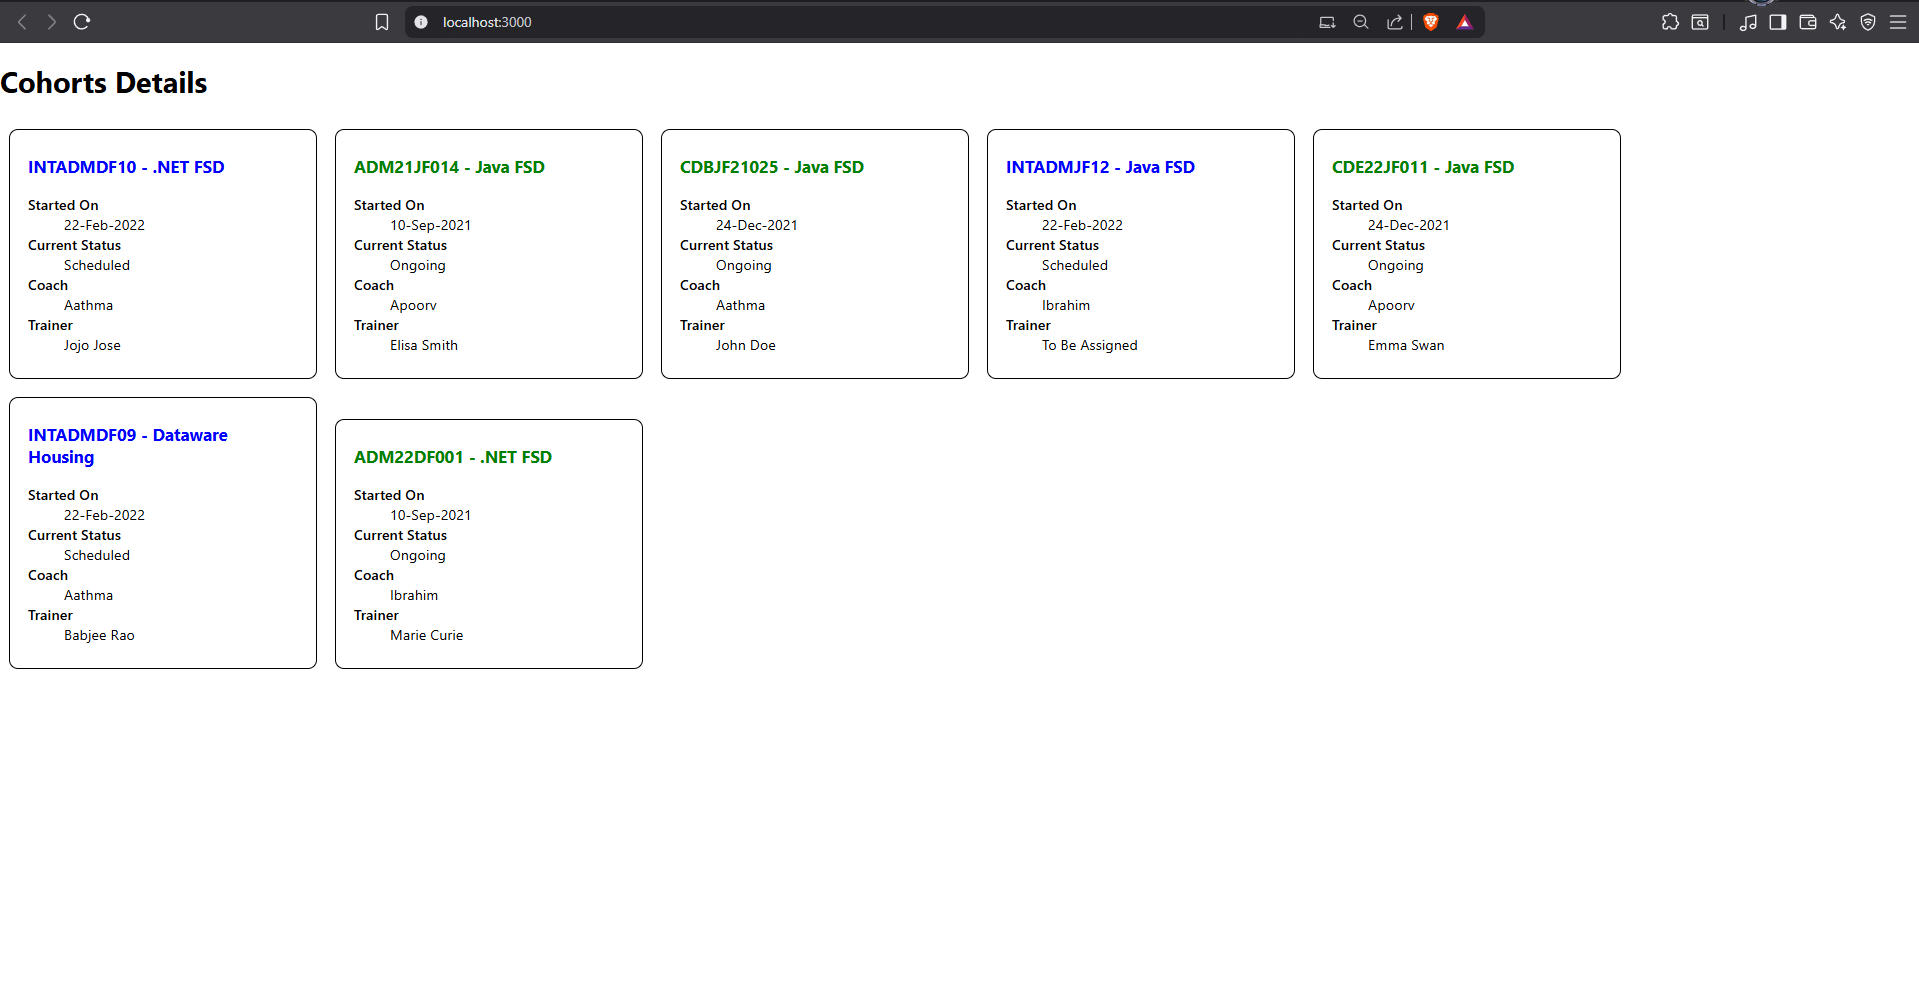 localhost:3000
Cohorts Details
INTADMDF10 - .NET FSD
Started On
22-Feb-2022
Current Status
Scheduled
Coach
Aathma
Trainer
Jojo Jose
ADM21JF014 - Java FSD
Started On
10-Sep-2021
Current Status
Ongoing
Coach
Apoorv
Trainer
Elisa Smith
CDBJF21025 - Java FSD
Started On
24-Dec-2021
Current Status
Ongoing
Coach
Aathma
Trainer
John Doe
INTADMJF12 - Java FSD
Started On
22-Feb-2022
Current Status
Scheduled
Coach
Ibrahim
Trainer
To Be Assigned
CDE22JF011 - Java FSD
Started On
24-Dec-2021
Current Status
Ongoing
Coach
Apoorv
Trainer
Emma Swan
INTADMDF09 - Dataware
Housing
Started On
22-Feb-2022
Current Status
Scheduled
Coach
Aathma
Trainer
Babjee Rao
ADM22DF001 - .NET FSD
Started On
10-Sep-2021
Current Status
Ongoing
Coach
Ibrahim
Trainer
Marie Curie